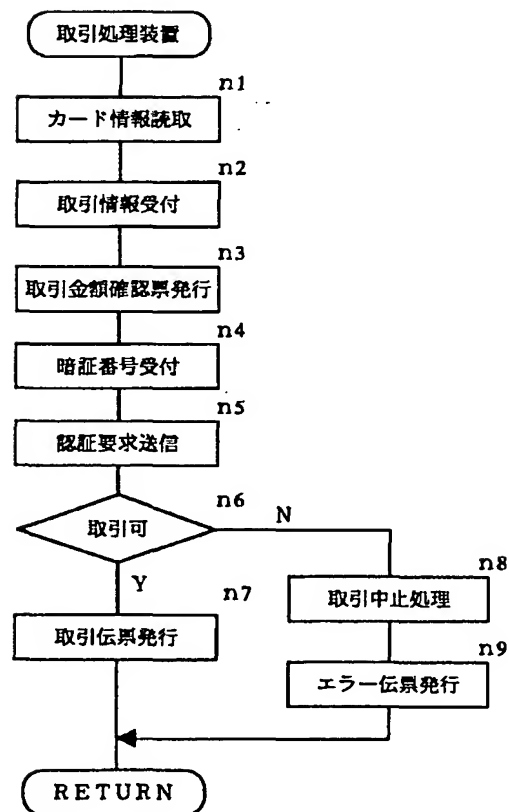 取引処理装置
n1
カード情報読取
n2
取引情報受付
n3
取引金額確認票発行
n4
暗証番号受付
n5
認証要求送信
n6
取引可
N
Y
n7
取引伝票発行
n8
取引中止処理
n9
エラー伝票発行
RETURN